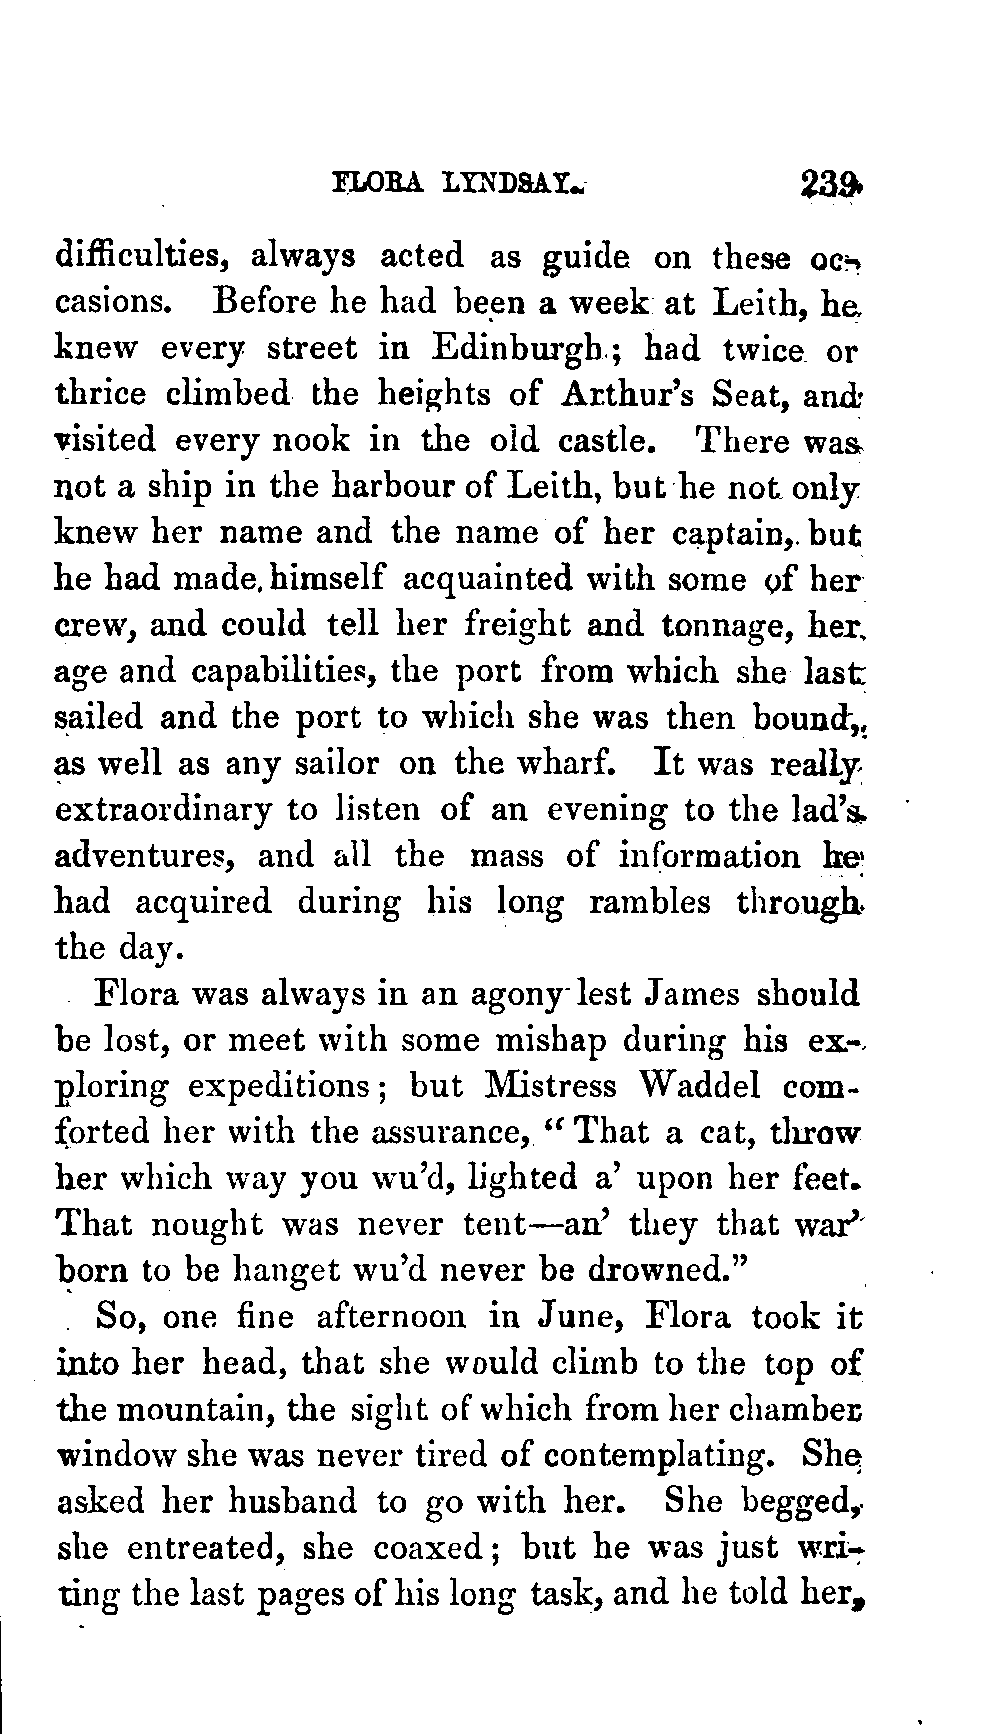 FLORA LYNDSAY. 239
difficulties, always acted as guide on these oc-
casions. Before he had been a week at Leith, he
knew every street in Edinburgh; had twice or
thrice climbed the heights of Arthur's Seat, and
visited every nook in the old castle. There was
not a ship in the harbour of Leith, but he not only
knew her name and the name of her captain, but
he had made himself acquainted with some of her
crew, and could tell her freight and tonnage, her
age and capabilities, the port from which she last
sailed and the port to which she was then bound,
as well as any sailor on the wharf. It was really
extraordinary to listen of an evening to the lad's
adventures, and all the mass of information he
had acquired during his long rambles through
the day.
Flora was always in an agony lest James should
be lost, or meet with some mishap during his ex-
ploring expeditions; but Mistress Waddel com-
forted her with the assurance, "That a cat, throw
her which way you wu'd, lighted a' upon her feet.
That nought was never tent—an' they that war'
born to be hanget wu'd never be drowned."
So, one fine afternoon in June, Flora took it
into her head, that she would climb to the top of
the mountain, the sight of which from her chamber
window she was never tired of contemplating. She
asked her husband to go with her. She begged,
she entreated, she coaxed; but he was just wri-
ting the last pages of his long task, and he told her,